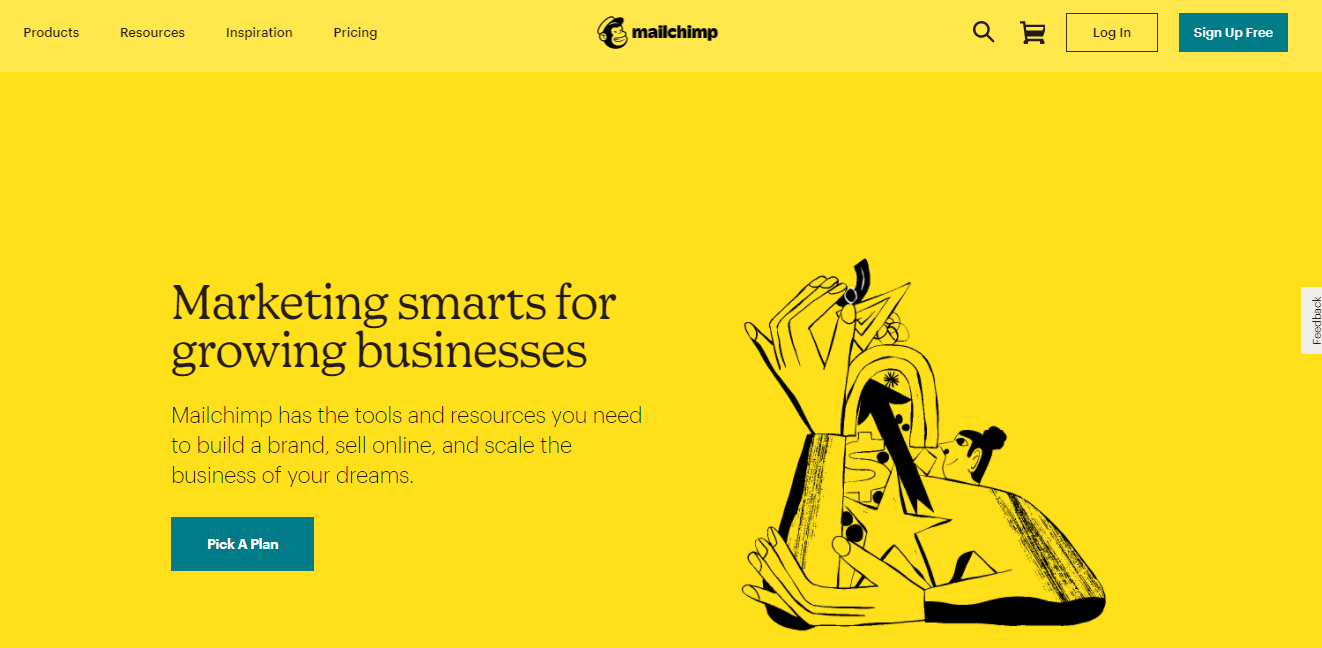 Products
Resources
Inspiration
Pricing
mailchimp
Log In
Sign Up Free
Marketing smarts for
growing businesses
Mailchimp has the tools and resources you need
to build a brand, sell online, and scale the
business of your dreams.
Pick A Plan
Feedback